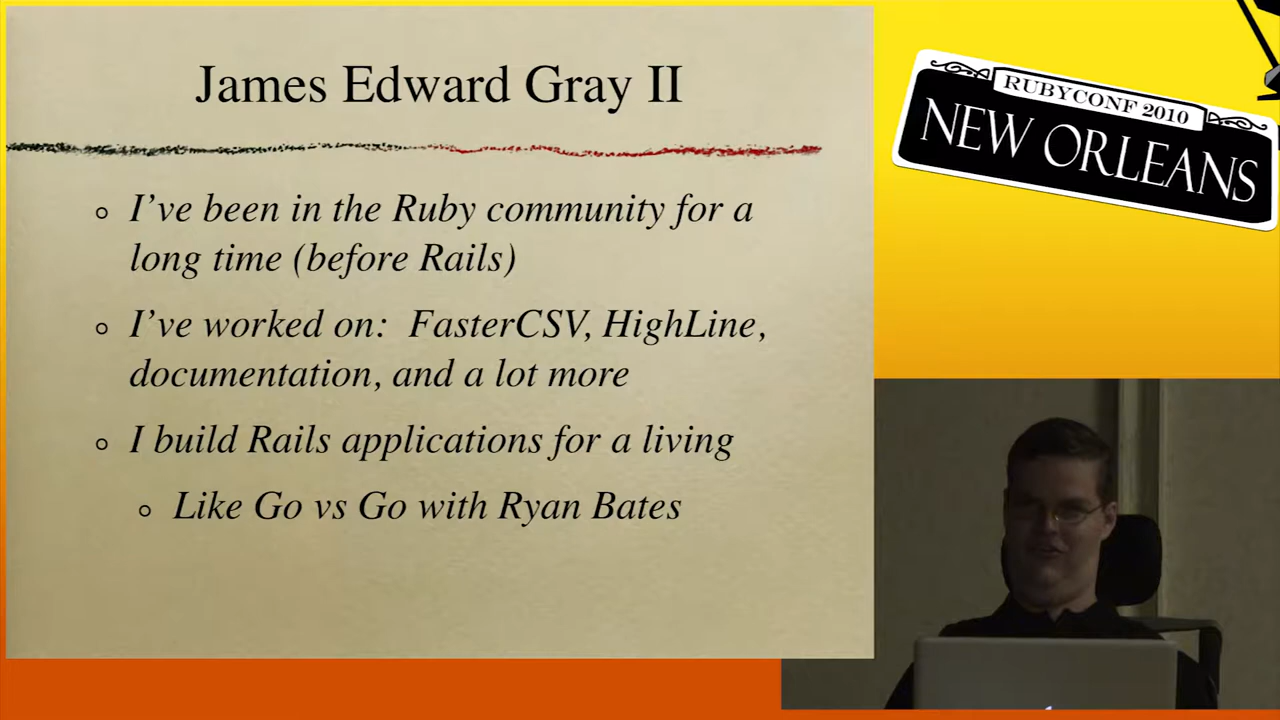 James Edward Gray II
I've been in the Ruby community for a
long time (before Rails)
I've worked on:  FasterCSV, HighLine,
documentation, and a lot more
I build Rails applications for a living
Like Go vs Go with Ryan Bates
RUBYCONF 2010
NEW ORLEANS